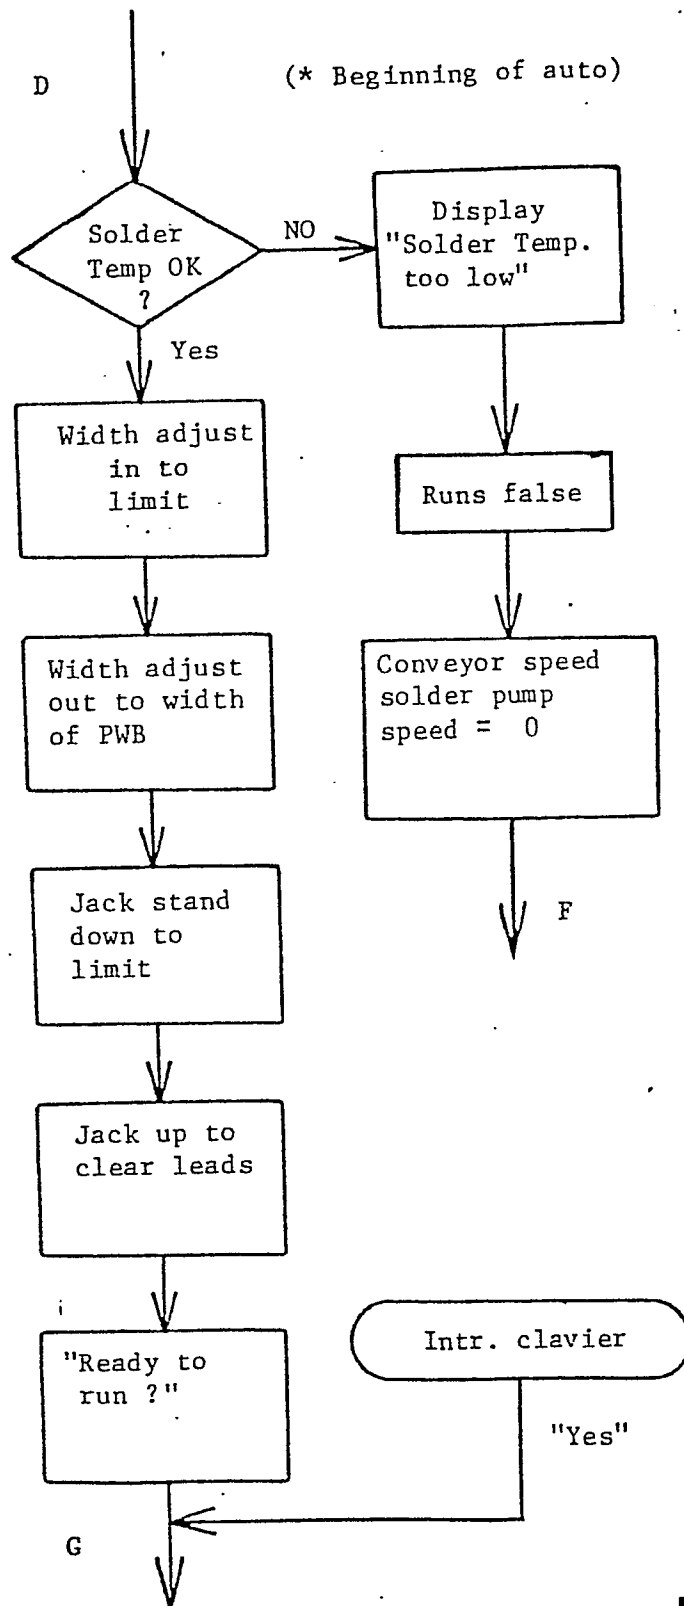 D
(* Beginning of auto)
Solder
Temp OK
?
NO
Display
"Solder Temp.
too low"
Yes
Width adjust
in to
limit
Runs false
Width adjust
out to width
of PWB
Conveyor speed
solder pump
speed = 0
Jack stand
down to
limit
F
Jack up to
clear leads
"Ready to
run ?"
Intr. clavier
"Yes"
G